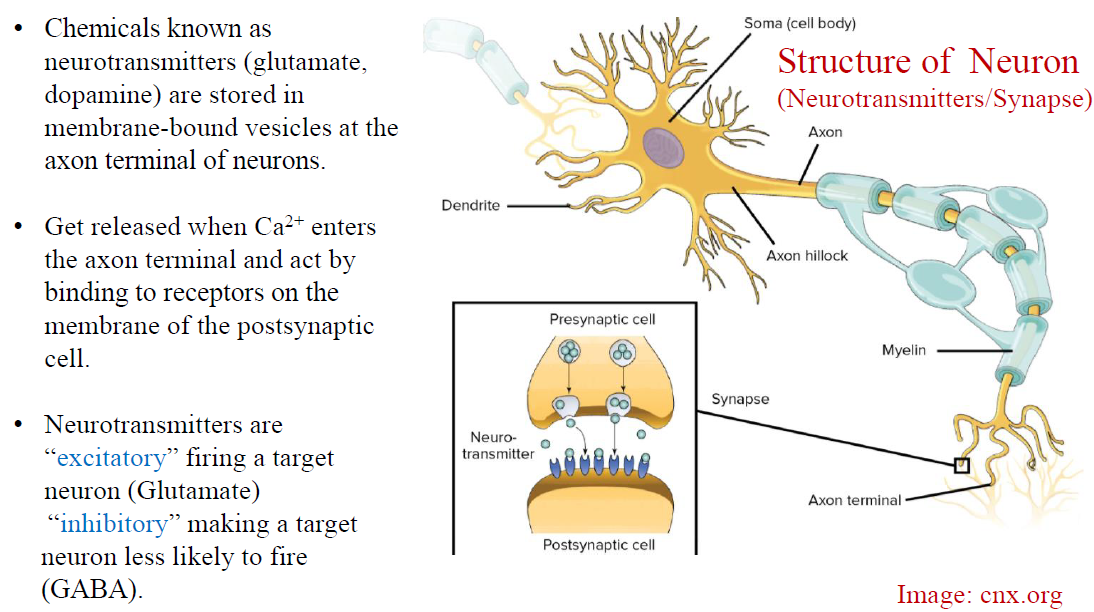 • Chemicals known as
neurotransmitters (glutamate,
dopamine) are stored in
membrane-bound vesicles at the
axon terminal of neurons.
• Get released when Ca²⁺ enters
the axon terminal and act by
binding to receptors on the
membrane of the postsynaptic
cell.
• Neurotransmitters are
“excitatory” firing a target
neuron (Glutamate)
“inhibitory” making a target
neuron less likely to fire
(GABA).
Structure of Neuron
(Neurotransmitters/Synapse)
Soma (cell body)
Axon
Dendrite
Axon hillock
Myelin
Presynaptic cell
Synapse
Neuro-
transmitter
Axon terminal
Postsynaptic cell
Image: cnx.org